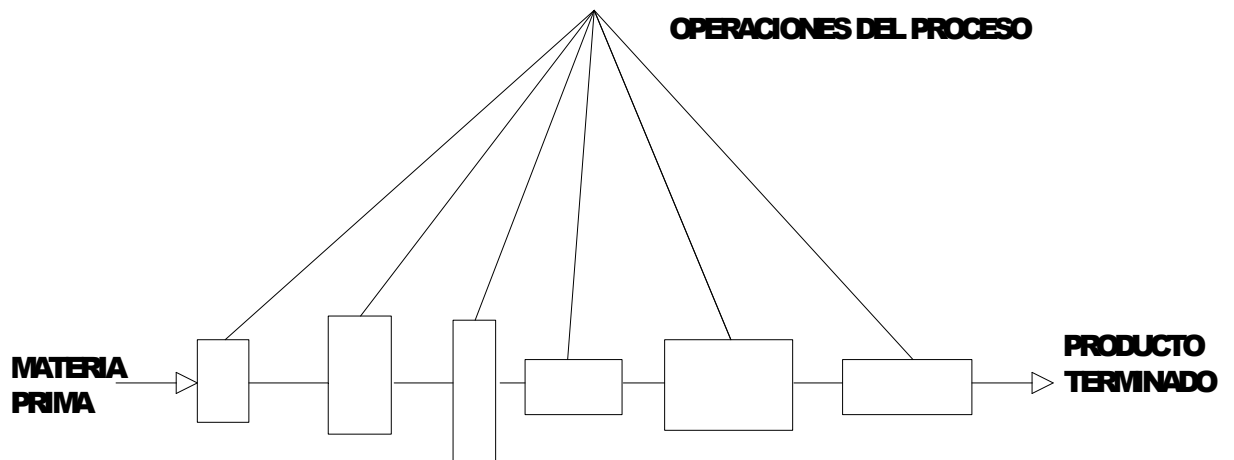 OPERACIONES DEL PROCESO
MATERIA
PRIMA
PRODUCTO
TERMINADO